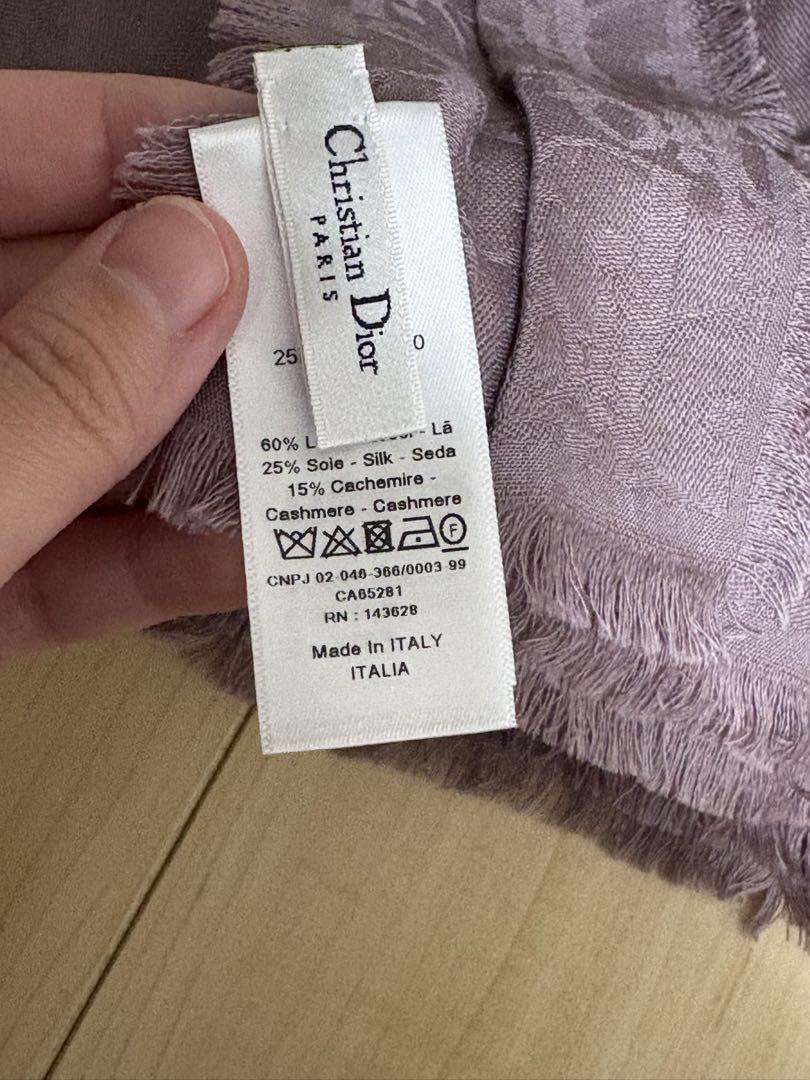 Christian Dior
PARIS
25 0
60% L - Lã
25% Soie - Silk - Seda
15% Cachemire -
Cashmere - Cashmere
F
CNPJ 02-046-366/0003-99
CA65281
RN : 143628
Made In ITALY
ITALIA